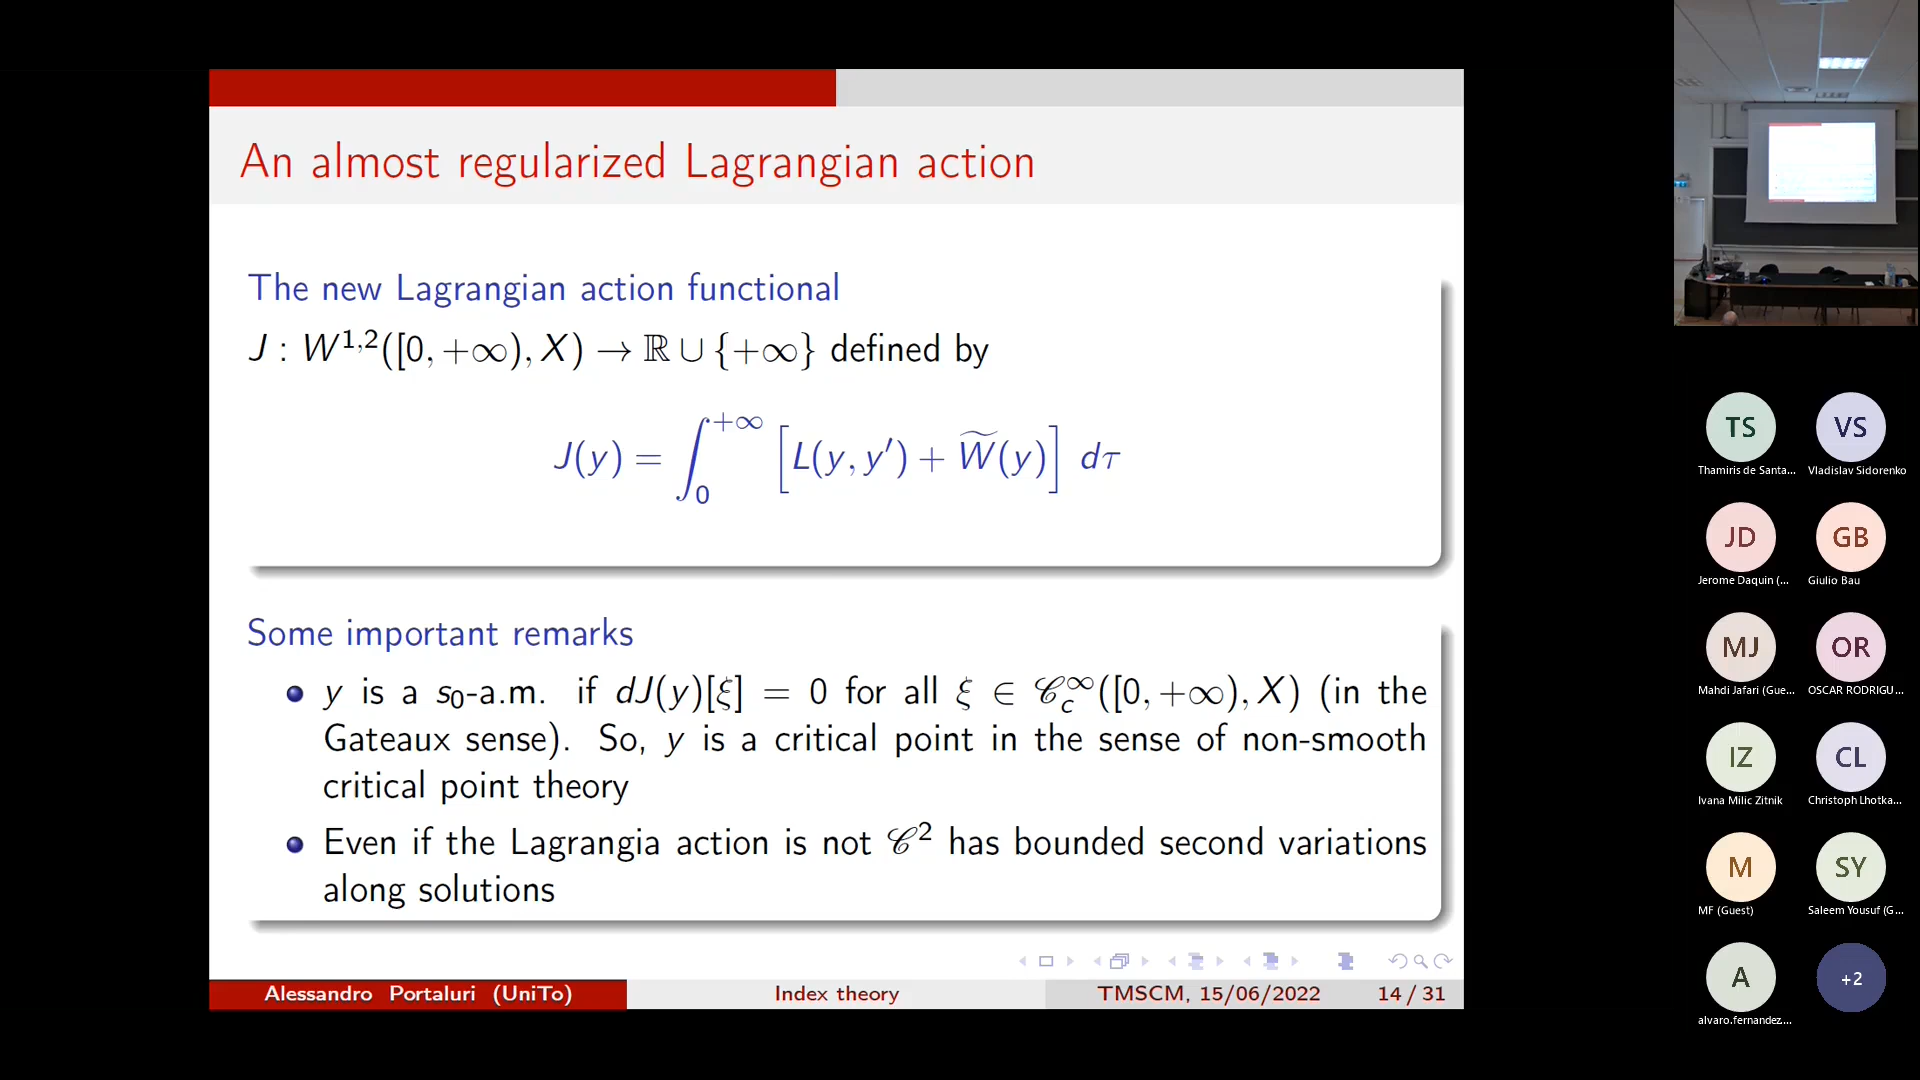 An almost regularized Lagrangian action
The new Lagrangian action functional
J : W^{1,2}([0, +∞), X) → ℝ ∪ {+∞} defined by
J(y) = ∫_0^{+∞} [L(y, y′) + W̃(y)] dτ
Some important remarks
y is a s₀-a.m. if dJ(y)[ξ] = 0 for all ξ ∈ 𝒞_c^∞([0, +∞), X) (in the
Gateaux sense). So, y is a critical point in the sense of non-smooth
critical point theory
Even if the Lagrangia action is not 𝒞² has bounded second variations
along solutions
Alessandro Portaluri (UniTo) Index theory TMSCM, 15/06/2022 14 / 31
TS VS
Thamiris de Santa... Vladislav Sidorenko
JD GB
Jerome Daquin (... Giulio Bau
MJ OR
Mahdi Jafari (Gue... OSCAR RODRIGU...
IZ CL
Ivana Milic Zitnik Christoph Lhotka...
M SY
MF (Guest) Saleem Yousuf (G...
A +2
alvaro.fernandez....